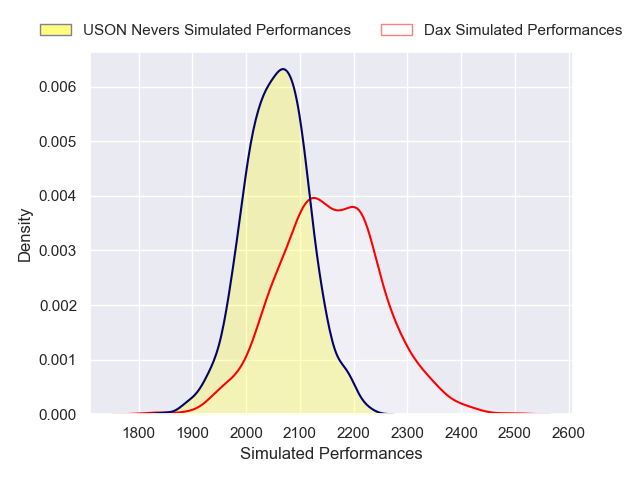 USON Nevers Simulated Performances
Dax Simulated Performances
0.006
0.005
0.004
0.003
0.002
0.001
0.000
Density
1800 1900 2000 2100 2200 2300 2400 2500 2600
Simulated Performances